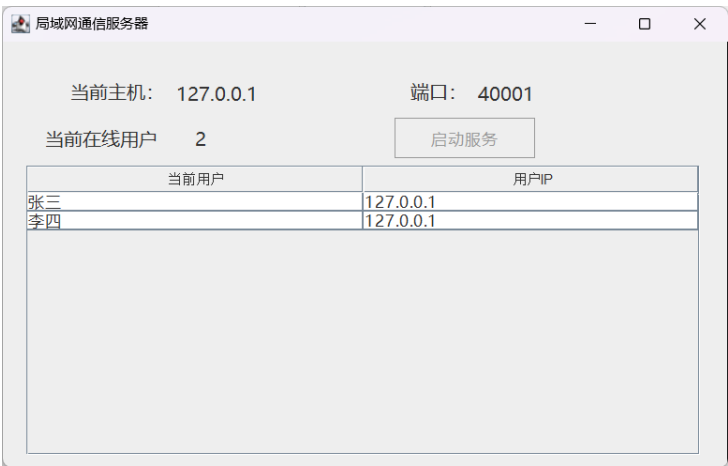 局域网通信服务器
当前主机： 127.0.0.1 端口： 40001
当前在线用户 2 启动服务
当前用户 用户IP
张三 127.0.0.1
李四 127.0.0.1